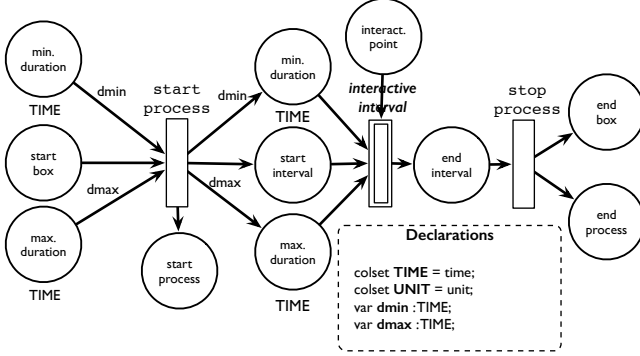 min.
duration
TIME
dmin
start
process
dmin
min.
duration
TIME
interact.
point
interactive
interval
stop
process
end
box
start
box
start
interval
end
interval
dmax
dmax
max.
duration
TIME
start
process
max.
duration
TIME
end
process
Declarations
colset TIME = time;
colset UNIT = unit;
var dmin :TIME;
var dmax :TIME;